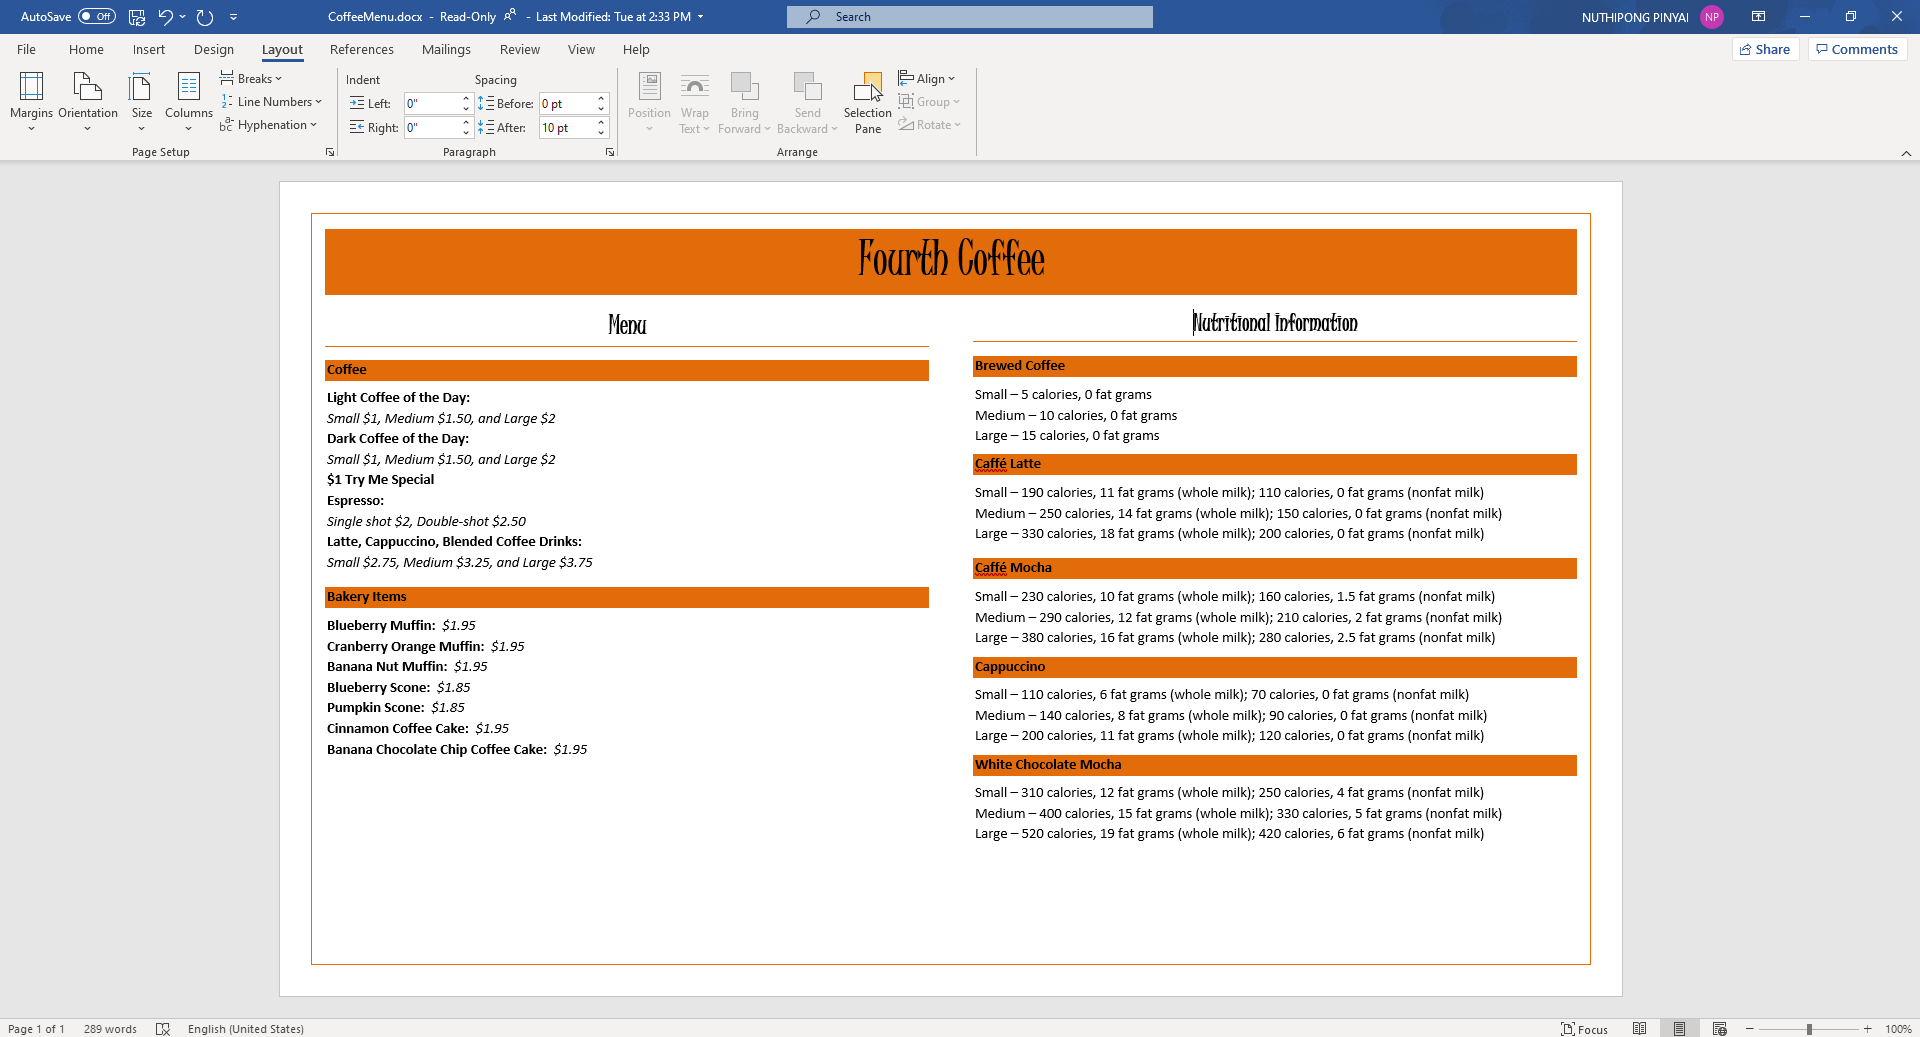 AutoSave Off CoffeeMenu.docx - Read-Only - Last Modified: Tue at 2:33 PM Search NUTHIPONG PINYAI NP
File Home Insert Design Layout References Mailings Review View Help Share Comments
Margins Orientation Size Columns
Breaks
Line Numbers
Hyphenation
Page Setup
Indent Spacing
Left: 0" Before: 0 pt
Right: 0" After: 10 pt
Paragraph
Position Wrap Text Bring Forward Send Backward Selection Pane
Align
Group
Rotate
Arrange
Fourth Coffee
Menu
Coffee
Light Coffee of the Day:
Small $1, Medium $1.50, and Large $2
Dark Coffee of the Day:
Small $1, Medium $1.50, and Large $2
$1 Try Me Special
Espresso:
Single shot $2, Double-shot $2.50
Latte, Cappuccino, Blended Coffee Drinks:
Small $2.75, Medium $3.25, and Large $3.75
Bakery Items
Blueberry Muffin: $1.95
Cranberry Orange Muffin: $1.95
Banana Nut Muffin: $1.95
Blueberry Scone: $1.85
Pumpkin Scone: $1.85
Cinnamon Coffee Cake: $1.95
Banana Chocolate Chip Coffee Cake: $1.95
Nutritional Information
Brewed Coffee
Small – 5 calories, 0 fat grams
Medium – 10 calories, 0 fat grams
Large – 15 calories, 0 fat grams
Caffé Latte
Small – 190 calories, 11 fat grams (whole milk); 110 calories, 0 fat grams (nonfat milk)
Medium – 250 calories, 14 fat grams (whole milk); 150 calories, 0 fat grams (nonfat milk)
Large – 330 calories, 18 fat grams (whole milk); 200 calories, 0 fat grams (nonfat milk)
Caffé Mocha
Small – 230 calories, 10 fat grams (whole milk); 160 calories, 1.5 fat grams (nonfat milk)
Medium – 290 calories, 12 fat grams (whole milk); 210 calories, 2 fat grams (nonfat milk)
Large – 380 calories, 16 fat grams (whole milk); 280 calories, 2.5 fat grams (nonfat milk)
Cappuccino
Small – 110 calories, 6 fat grams (whole milk); 70 calories, 0 fat grams (nonfat milk)
Medium – 140 calories, 8 fat grams (whole milk); 90 calories, 0 fat grams (nonfat milk)
Large – 200 calories, 11 fat grams (whole milk); 120 calories, 0 fat grams (nonfat milk)
White Chocolate Mocha
Small – 310 calories, 12 fat grams (whole milk); 250 calories, 4 fat grams (nonfat milk)
Medium – 400 calories, 15 fat grams (whole milk); 330 calories, 5 fat grams (nonfat milk)
Large – 520 calories, 19 fat grams (whole milk); 420 calories, 6 fat grams (nonfat milk)
Page 1 of 1 289 words English (United States) Focus 100%